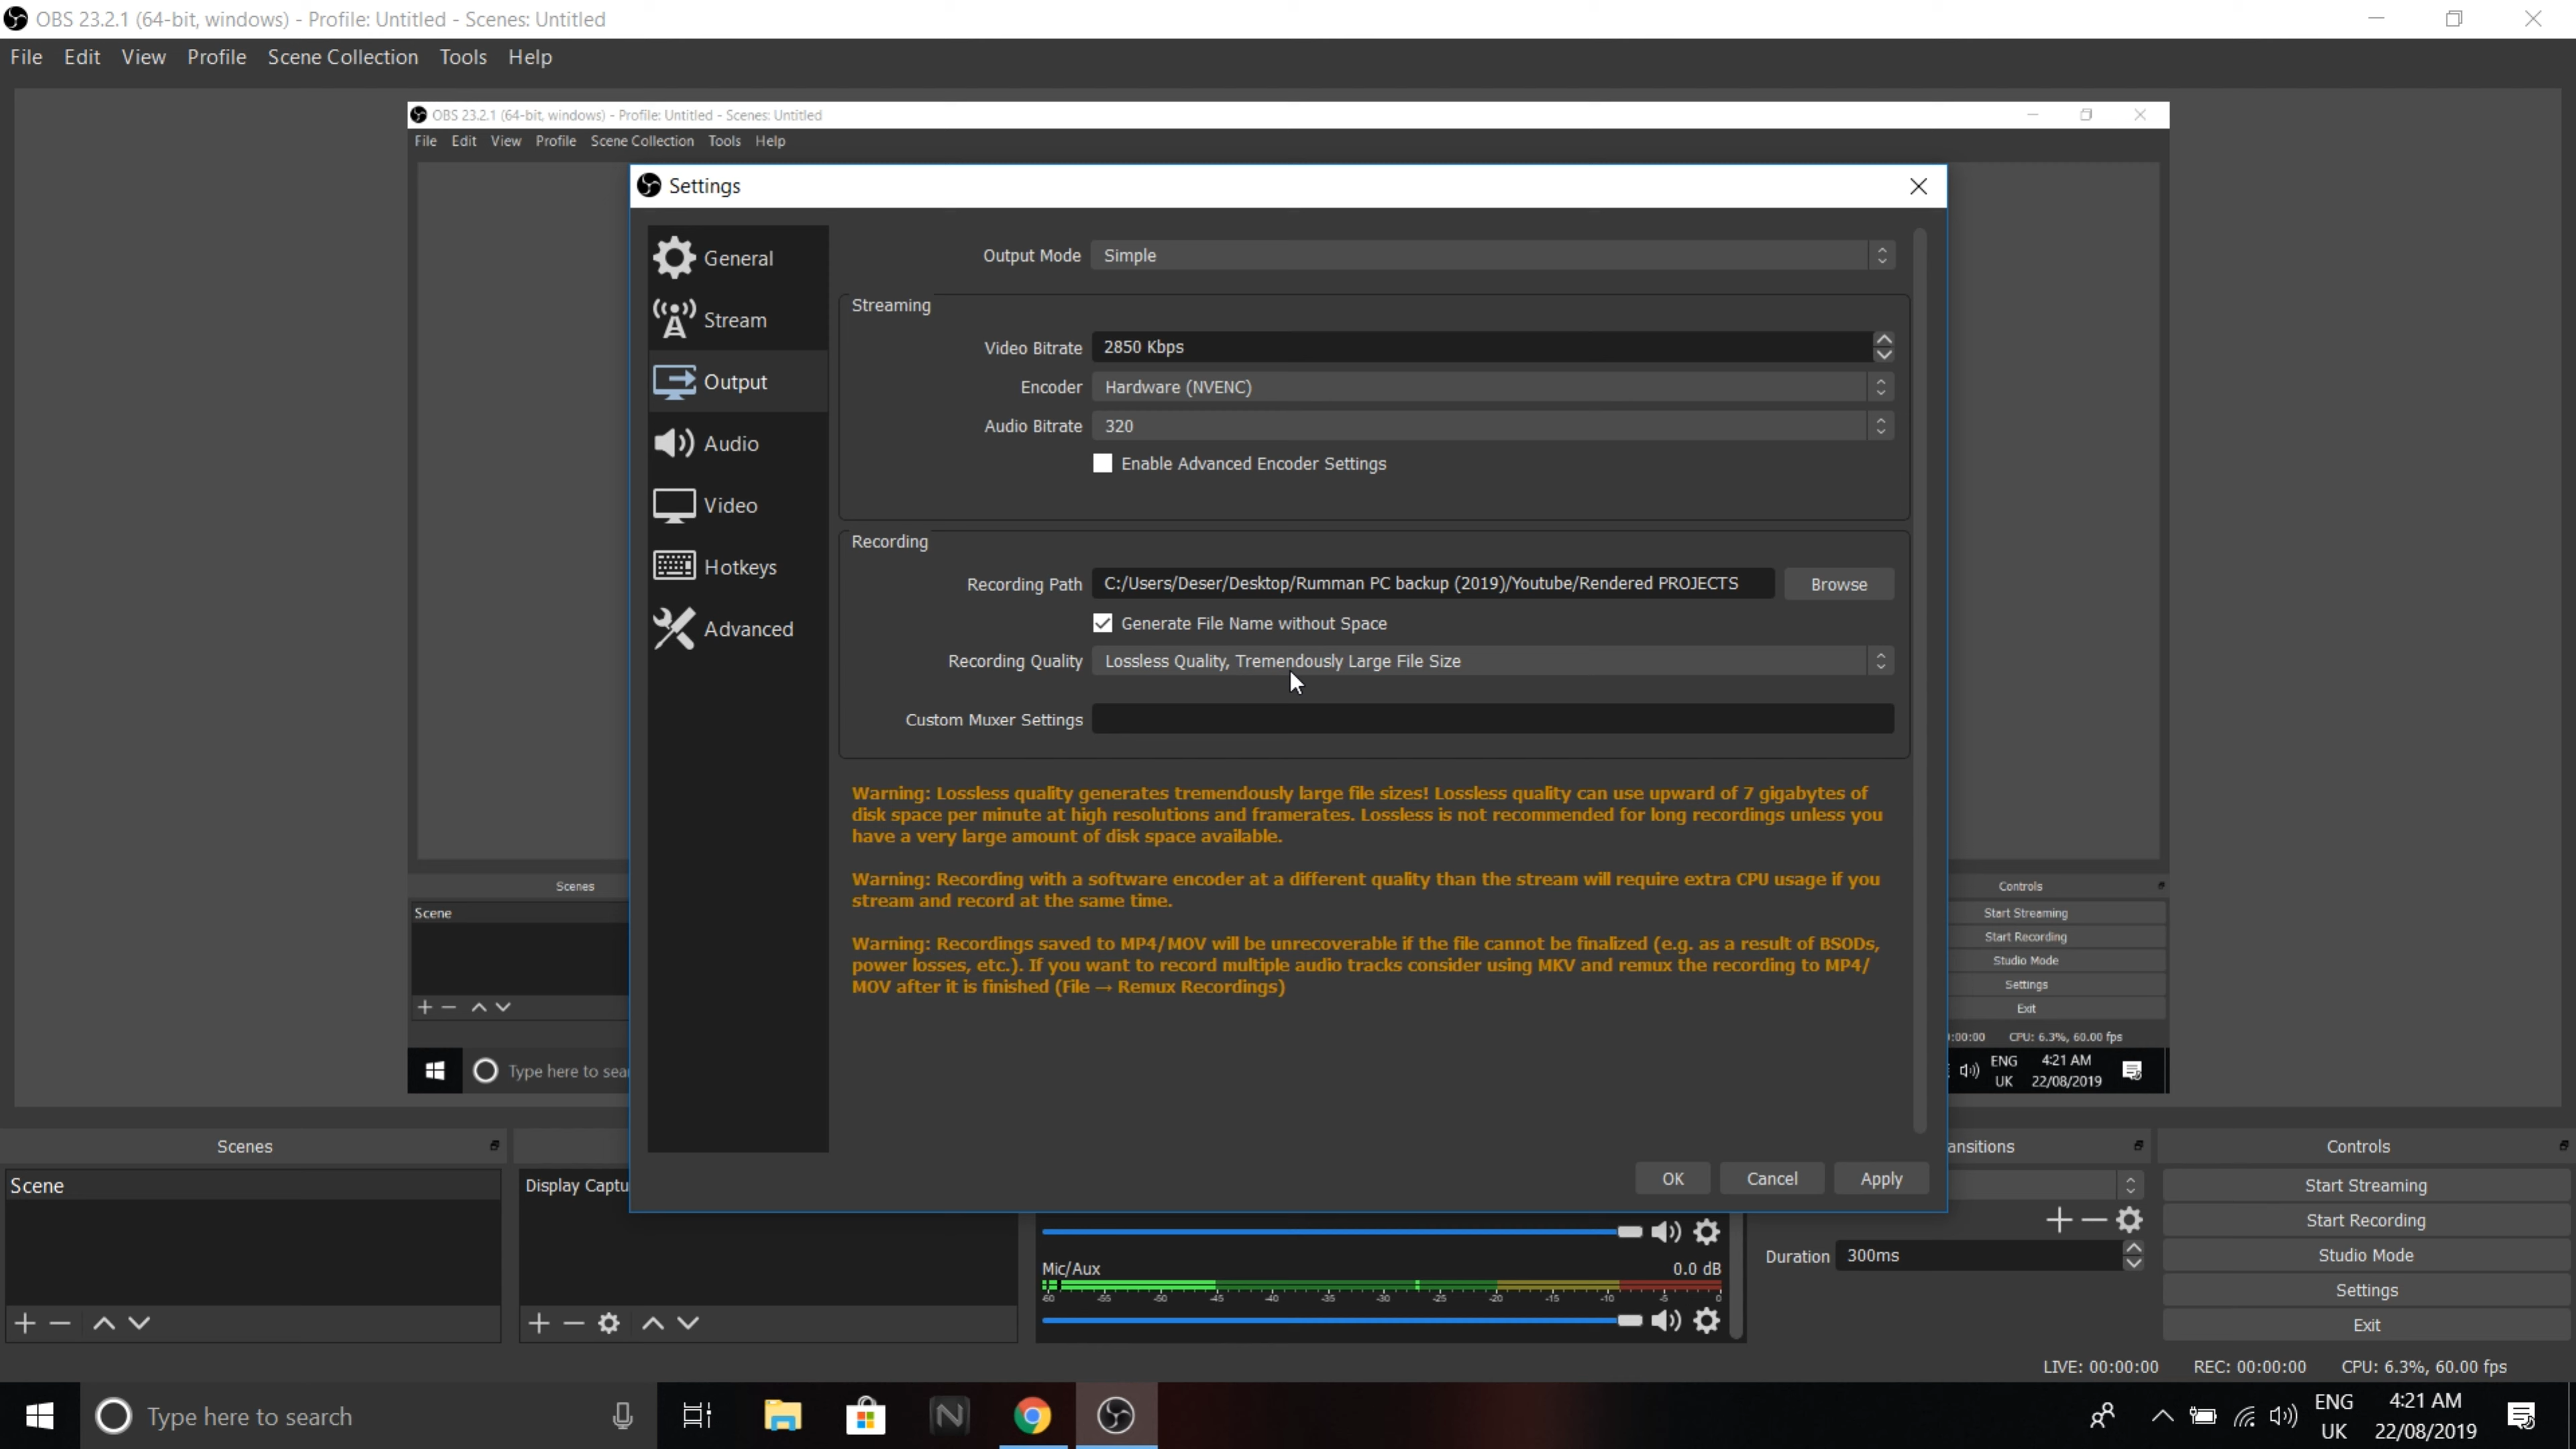 OBS 23.2.1 (64-bit, windows) - Profile: Untitled - Scenes: Untitled
File Edit View Profile Scene Collection Tools Help
OBS 23.2.1 (64-bit, windows) - Profile: Untitled - Scenes: Untitled
File Edit View Profile Scene Collection Tools Help
Settings
General
Stream
Output
Audio
Video
Hotkeys
Advanced
Output Mode Simple
Streaming
Video Bitrate 2850 Kbps
Encoder Hardware (NVENC)
Audio Bitrate 320
Enable Advanced Encoder Settings
Recording
Recording Path C:/Users/Deser/Desktop/Rumman PC backup (2019)/Youtube/Rendered PROJECTS Browse
Generate File Name without Space
Recording Quality Lossless Quality, Tremendously Large File Size
Custom Muxer Settings
Warning: Lossless quality generates tremendously large file sizes! Lossless quality can use upward of 7 gigabytes of
disk space per minute at high resolutions and framerates. Lossless is not recommended for long recordings unless you
have a very large amount of disk space available.
Warning: Recording with a software encoder at a different quality than the stream will require extra CPU usage if you
stream and record at the same time.
Warning: Recordings saved to MP4/MOV will be unrecoverable if the file cannot be finalized (e.g. as a result of BSODs,
power losses, etc.). If you want to record multiple audio tracks consider using MKV and remux the recording to MP4/
MOV after it is finished (File → Remux Recordings)
OK Cancel Apply
Scenes
Scene
Type here to sea
Controls
Start Streaming
Start Recording
Studio Mode
Settings
Exit
:00:00 CPU: 6.3%, 60.00 fps
ENG
UK
4:21 AM
22/08/2019
Scenes
Scene
Display Captu
Mic/Aux 0.0 dB
-60 -55 -50 -45 -40 -35 -30 -25 -20 -15 -10 -5 0
ansitions
Duration 300ms
Controls
Start Streaming
Start Recording
Studio Mode
Settings
Exit
LIVE: 00:00:00 REC: 00:00:00 CPU: 6.3%, 60.00 fps
Type here to search
ENG
UK
4:21 AM
22/08/2019